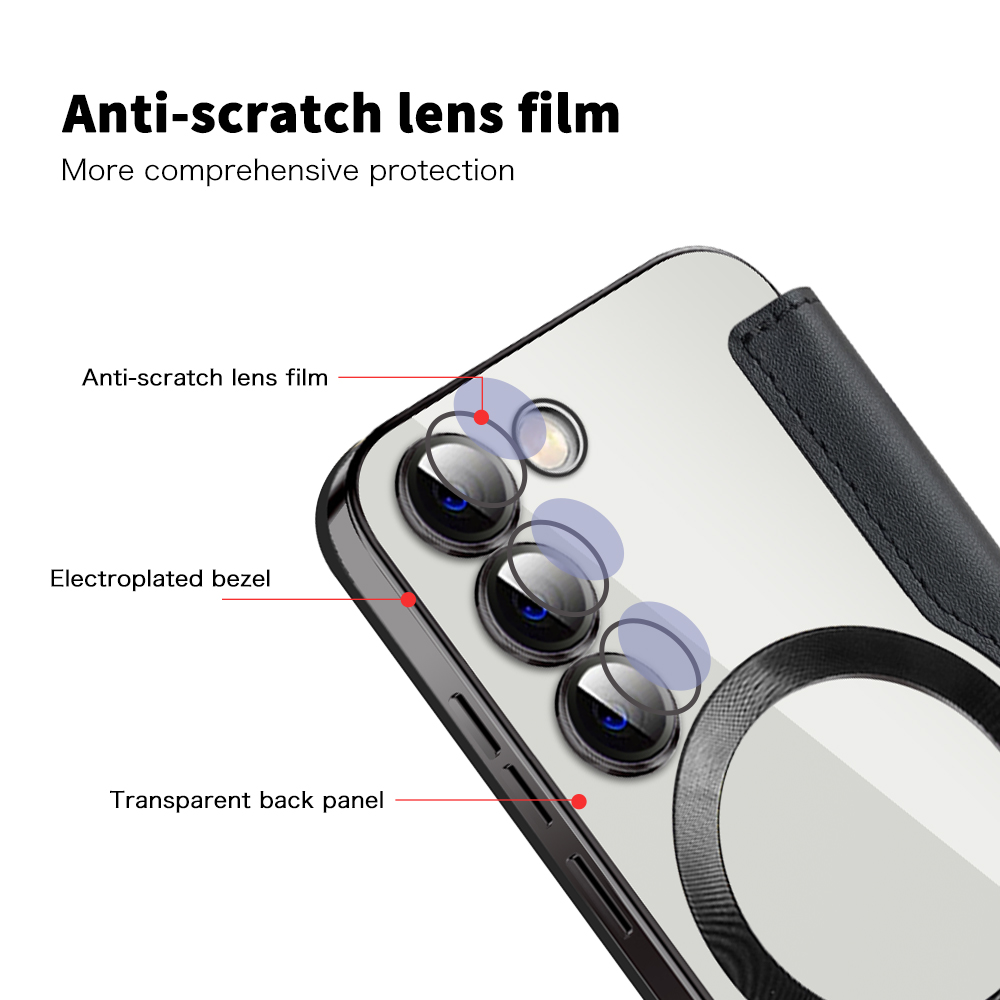 Anti-scratch lens film
More comprehensive protection
Anti-scratch lens film
Electroplated bezel
Transparent back panel